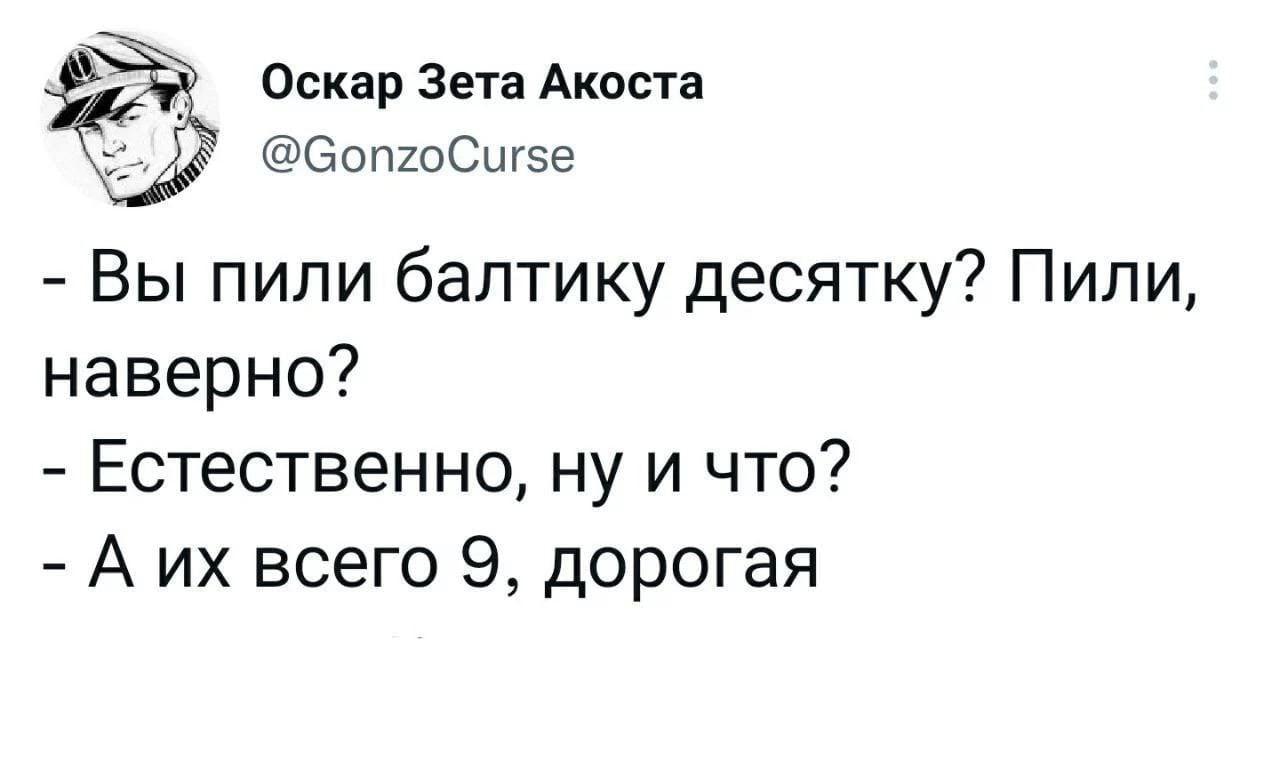 Оскар Зета Акоста
@GonzoCurse
- Вы пили балтику десятку? Пили,
наверно?
- Естественно, ну и что?
- А их всего 9, дорогая